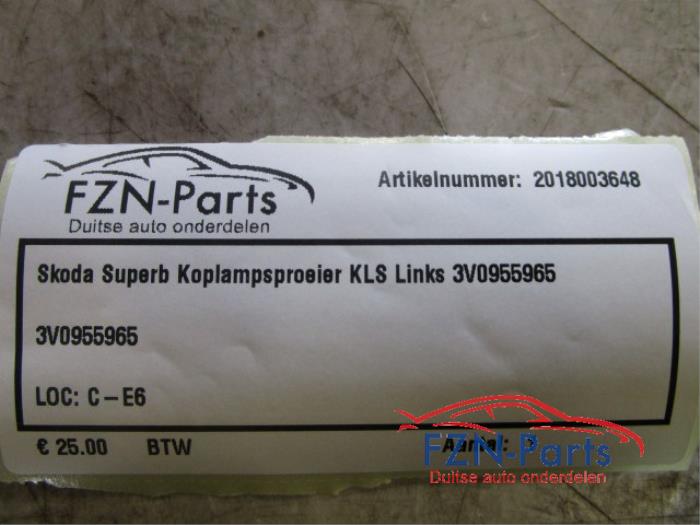 FZN-Parts
Duitse auto onderdelen
Artikelnummer: 2018003648
Skoda Superb Koplampsproeier KLS Links 3V0955965
3V0955965
LOC: C-E6
€ 25.00 BTW
FZN-Parts
Duitse auto onderdelen